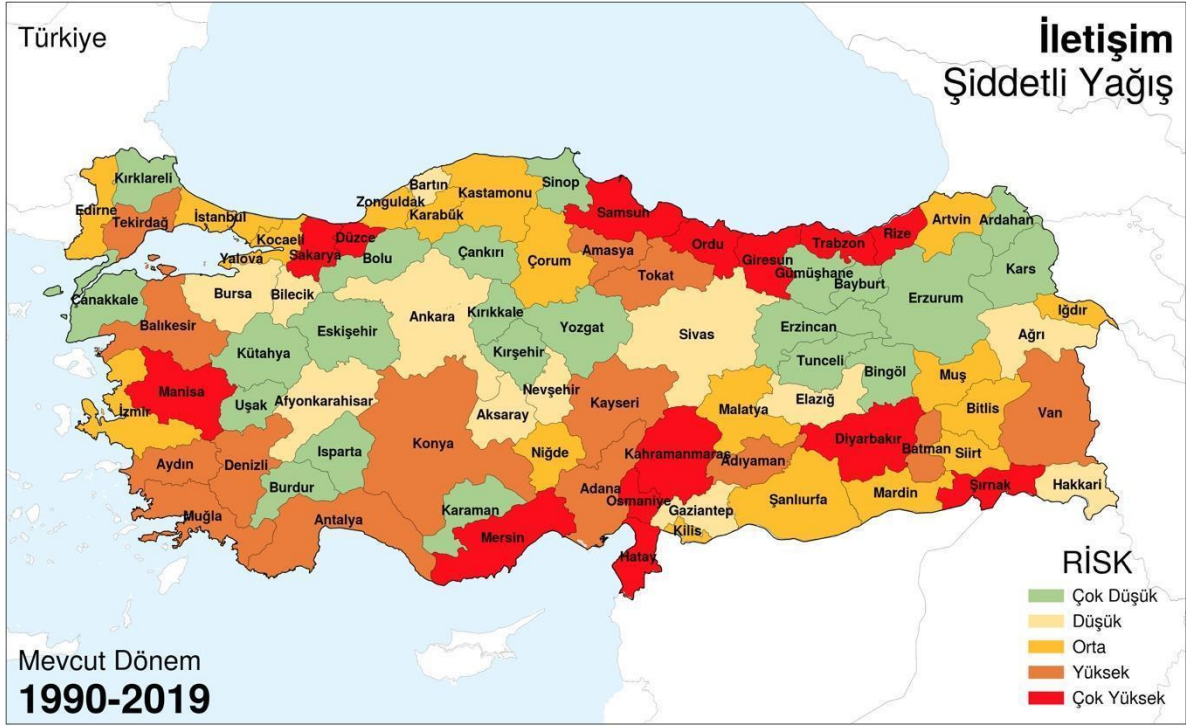 Türkiye
İletişim
Şiddetli Yağış
Kırklareli
Edirne
Tekirdağ
İstanbul
Kocaeli
Yalova
Sakarya
Düzce
Zonguldak
Bartın
Karabük
Kastamonu
Sinop
Samsun
Ordu
Giresun
Trabzon
Rize
Artvin
Ardahan
Kars
Gümüşhane
Bayburt
Erzurum
Amasya
Tokat
Çorum
Çankırı
Bolu
Çanakkale
Bursa
Bilecik
Balıkesir
Eskişehir
Ankara
Kırıkkale
Kırşehir
Yozgat
Sivas
Erzincan
Tunceli
Bingöl
Iğdır
Ağrı
Muş
Kütahya
Manisa
Uşak
Afyonkarahisar
İzmir
Nevşehir
Aksaray
Kayseri
Malatya
Elazığ
Diyarbakır
Bitlis
Van
Batman
Siirt
Aydın
Denizli
Isparta
Burdur
Konya
Niğde
Kahramanmaraş
Adıyaman
Şanlıurfa
Mardin
Şırnak
Hakkari
Muğla
Antalya
Karaman
Mersin
Adana
Osmaniye
Gaziantep
Kilis
Hatay
RİSK
Çok Düşük
Düşük
Orta
Yüksek
Çok Yüksek
Mevcut Dönem
1990-2019